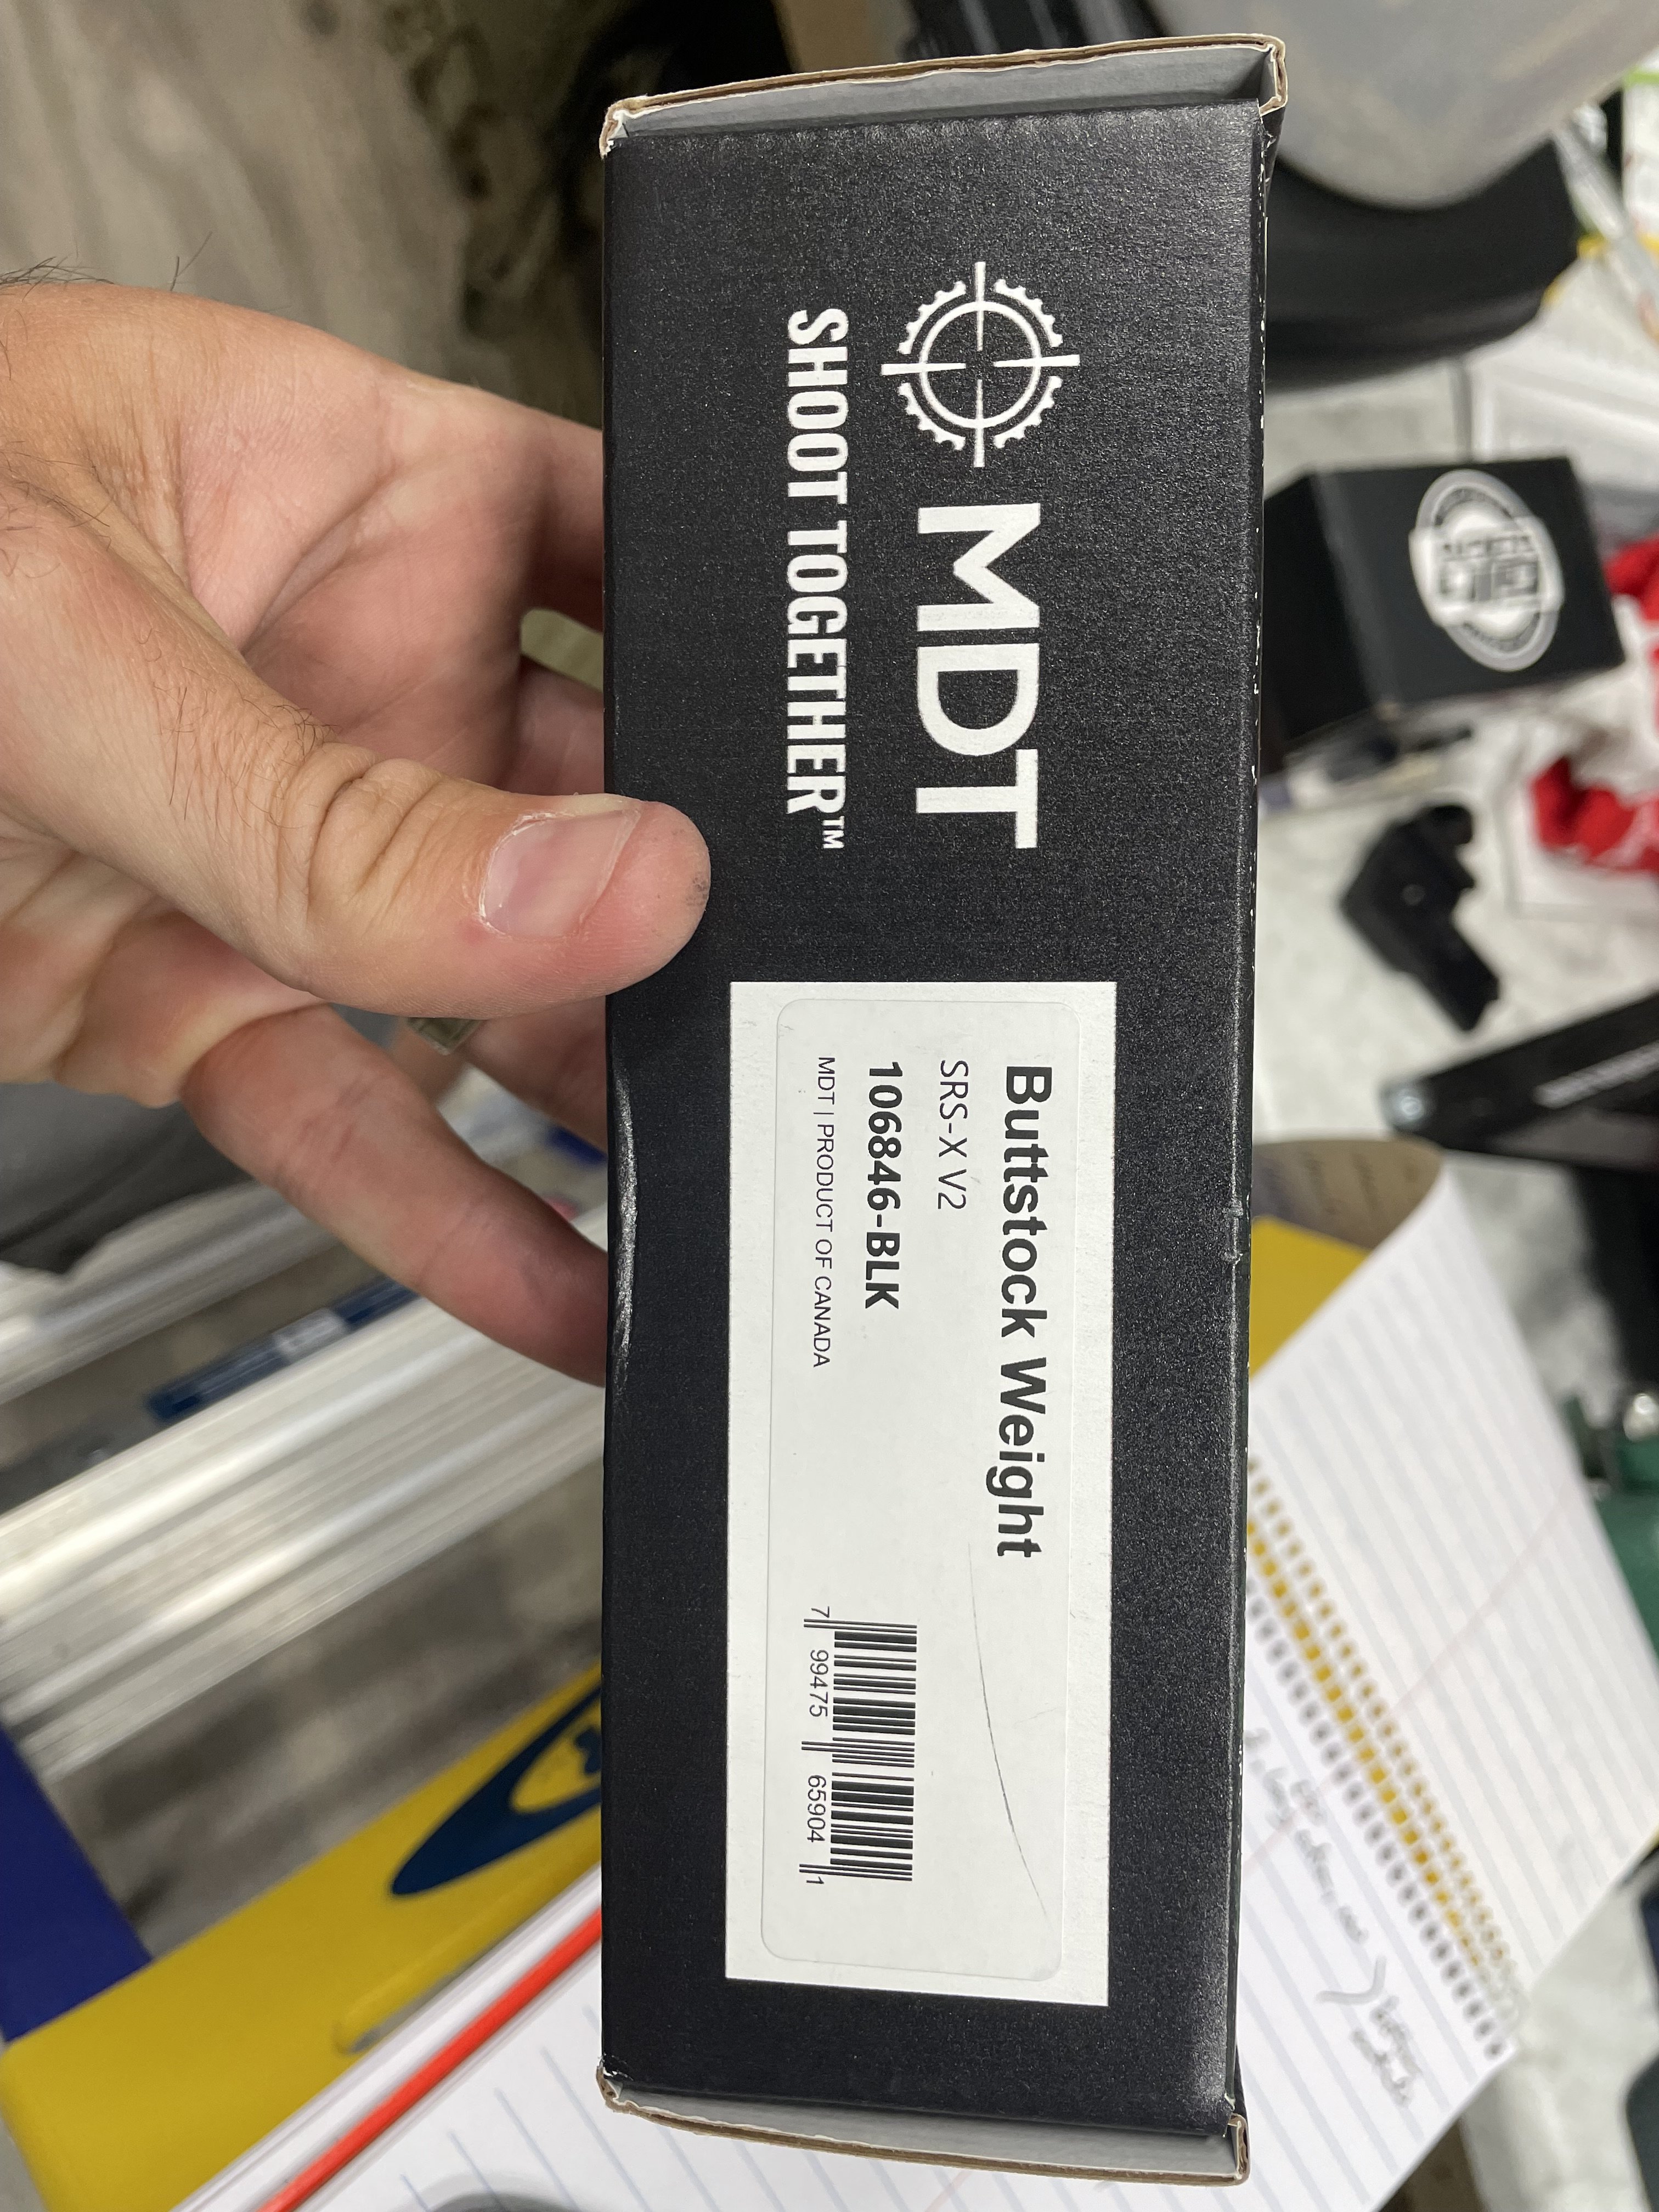 MDT
SHOOT TOGETHER™
Buttstock Weight
SRS-X V2
106846-BLK
MDT | PRODUCT OF CANADA
7 99475 65904 1